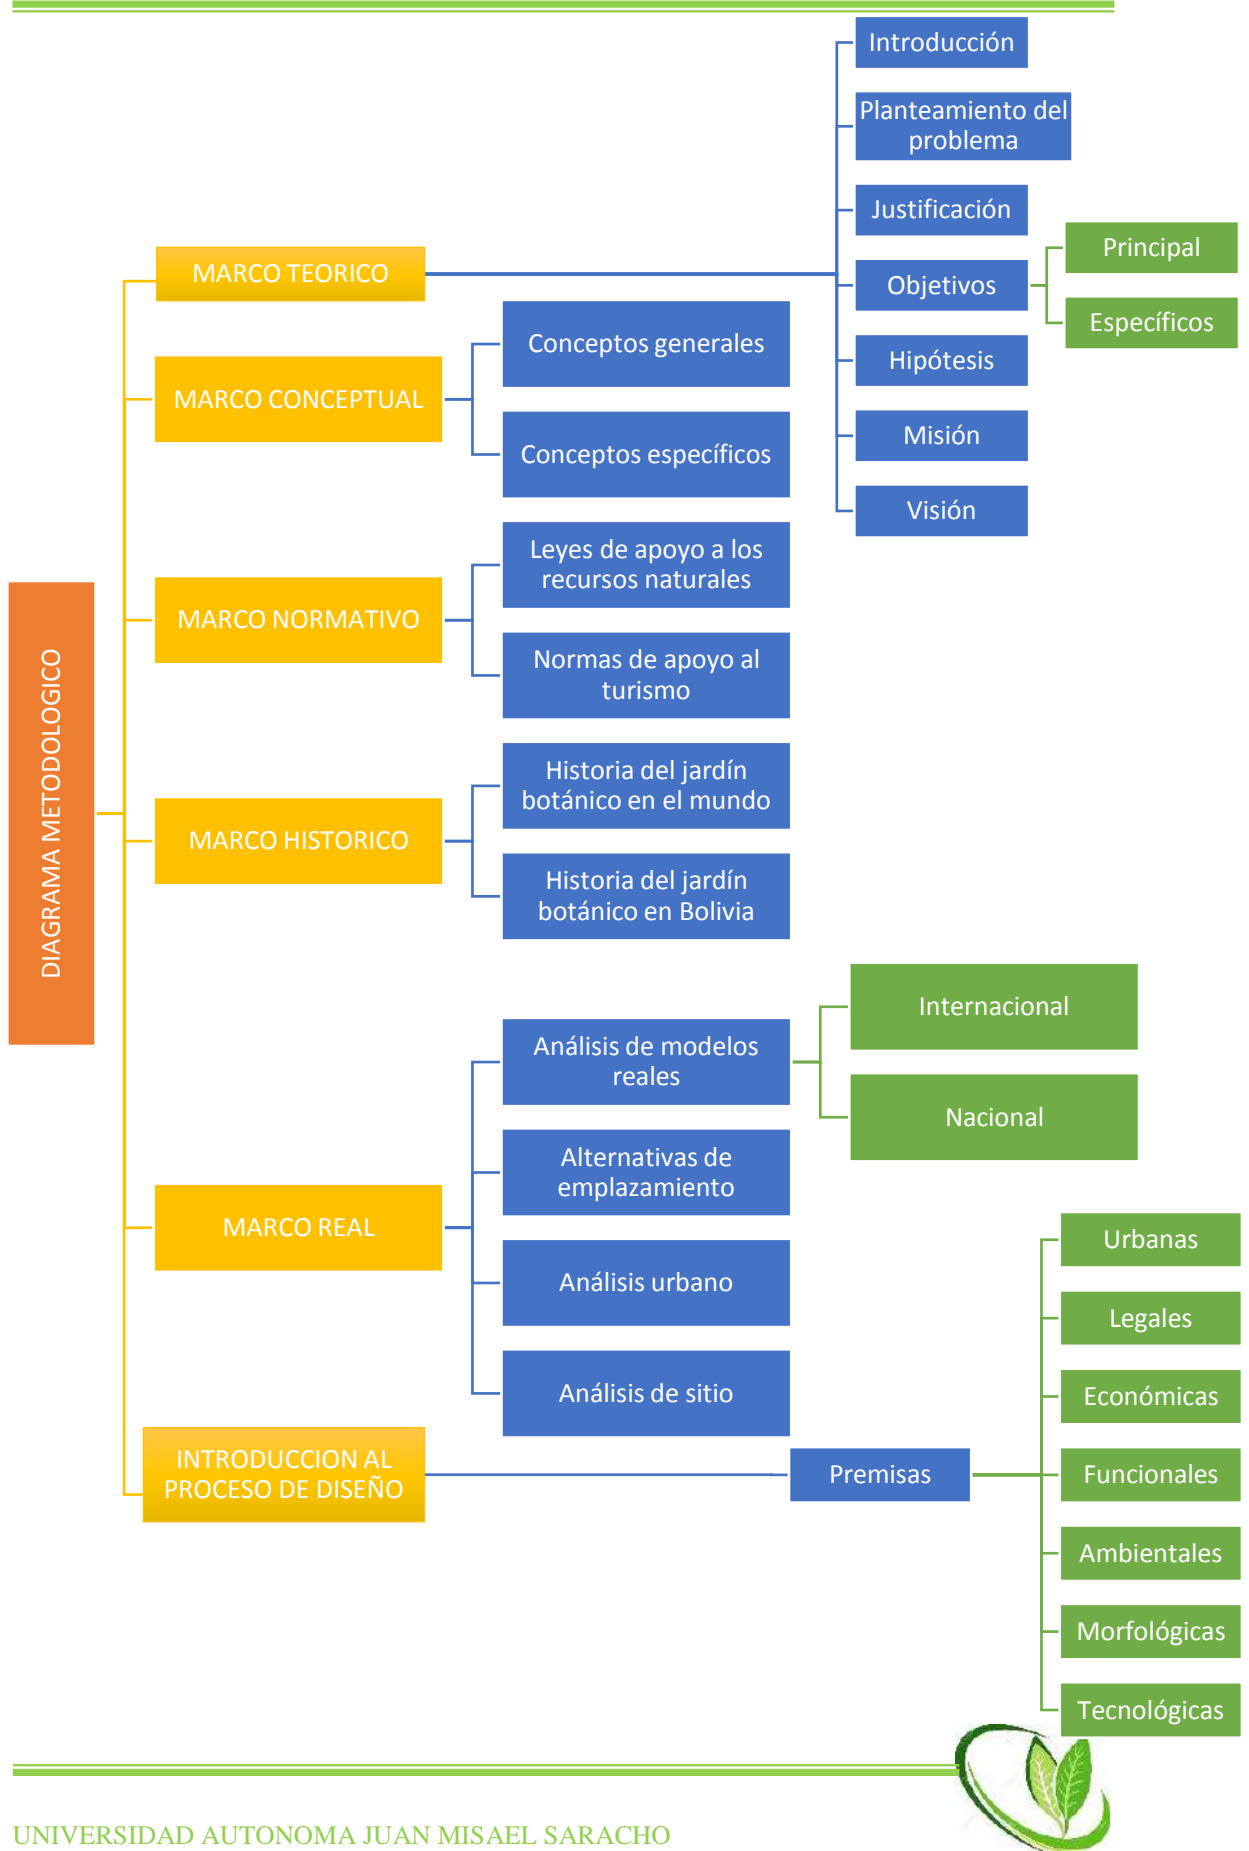 DIAGRAMA METODOLOGICO
MARCO TEORICO
Introducción
Planteamiento del
problema
Justificación
Objetivos
Principal
Específicos
Hipótesis
Misión
Visión
MARCO CONCEPTUAL
Conceptos generales
Conceptos específicos
MARCO NORMATIVO
Leyes de apoyo a los
recursos naturales
Normas de apoyo al
turismo
MARCO HISTORICO
Historia del jardín
botánico en el mundo
Historia del jardín
botánico en Bolivia
MARCO REAL
Análisis de modelos
reales
Internacional
Nacional
Alternativas de
emplazamiento
Análisis urbano
Análisis de sitio
INTRODUCCION AL
PROCESO DE DISEÑO
Premisas
Urbanas
Legales
Económicas
Funcionales
Ambientales
Morfológicas
Tecnológicas
UNIVERSIDAD AUTONOMA JUAN MISAEL SARACHO